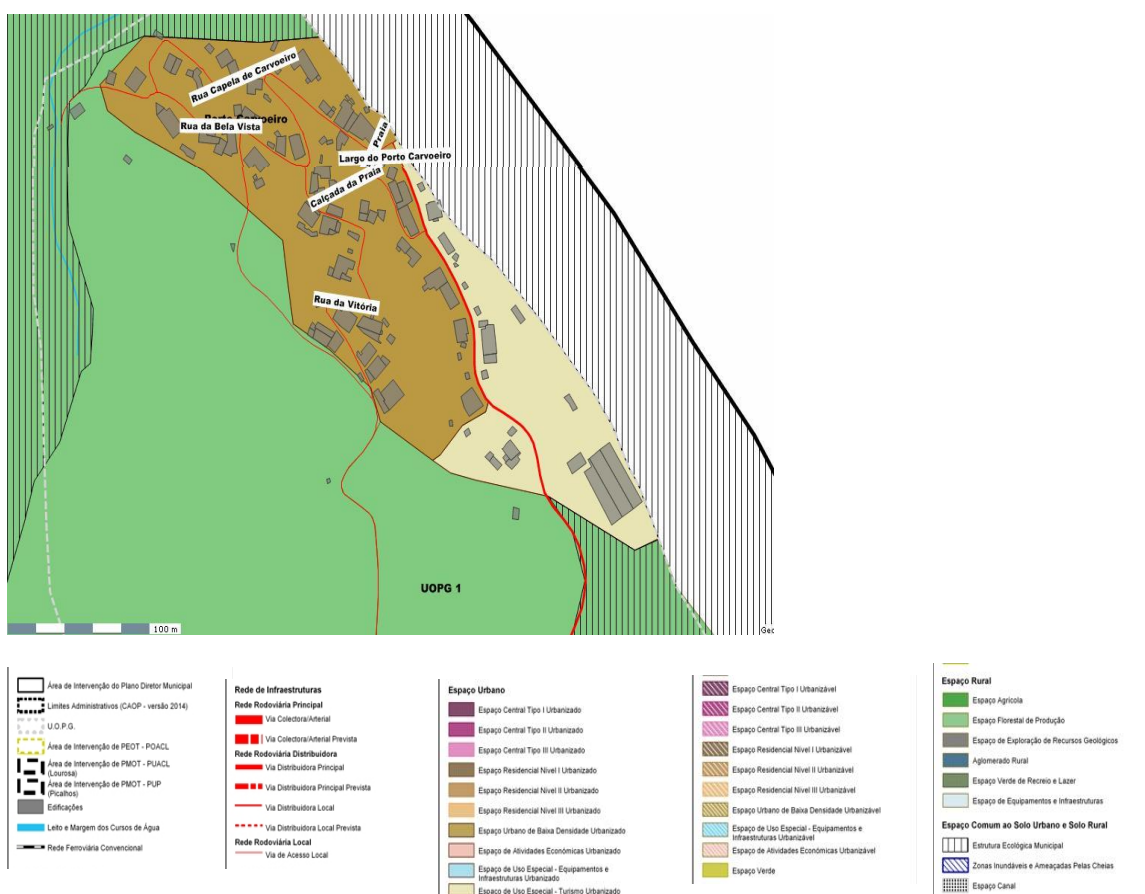 Rua Capela de Carvoeiro
Porto Carvoeiro
Rua da Bela Vista
Praia
Largo do Porto Carvoeiro
Calçada da Praia
Rua da Vitória
UOPG 1
100 m
Área de Intervenção do Plano Diretor Municipal
Limites Administrativos (CAOP - versão 2014)
U.O.P.G.
Área de Intervenção de PEOT - POACL
Área de Intervenção de PMOT - PUACL
(Lourosa)
Área de Intervenção de PMOT - PUP
(Picalhos)
Edificações
Leito e Margem dos Cursos de Água
Rede Ferroviária Convencional
Rede de Infraestruturas
Rede Rodoviária Principal
Via Colectora/Arterial
Via Colectora/Arterial Prevista
Rede Rodoviária Distribuidora
Via Distribuidora Principal
Via Distribuidora Principal Prevista
Via Distribuidora Local
Via Distribuidora Local Prevista
Rede Rodoviária Local
Via de Acesso Local
Espaço Urbano
Espaço Central Tipo I Urbanizado
Espaço Central Tipo II Urbanizado
Espaço Central Tipo III Urbanizado
Espaço Residencial Nivel I Urbanizado
Espaço Residencial Nivel II Urbanizado
Espaço Residencial Nivel III Urbanizado
Espaço Urbano de Baixa Densidade Urbanizado
Espaço de Atividades Económicas Urbanizado
Espaço de Uso Especial - Equipamentos e
Infraestruturas Urbanizado
Espaço de Uso Especial - Turismo Urbanizado
Espaço Central Tipo I Urbanizável
Espaço Central Tipo II Urbanizável
Espaço Central Tipo III Urbanizável
Espaço Residencial Nivel I Urbanizável
Espaço Residencial Nivel II Urbanizável
Espaço Residencial Nivel III Urbanizável
Espaço Urbano de Baixa Densidade Urbanizável
Espaço de Uso Especial - Equipamentos e
Infraestruturas Urbanizável
Espaço de Atividades Económicas Urbanizável
Espaço Verde
Espaço Rural
Espaço Agrícola
Espaço Florestal de Produção
Espaço de Exploração de Recursos Geológicos
Aglomerado Rural
Espaço Verde de Recreio e Lazer
Espaço de Equipamentos e Infraestruturas
Espaço Comum ao Solo Urbano e Solo Rural
Estrutura Ecológica Municipal
Zonas Inundáveis e Ameaçadas Pelas Cheias
Espaço Canal